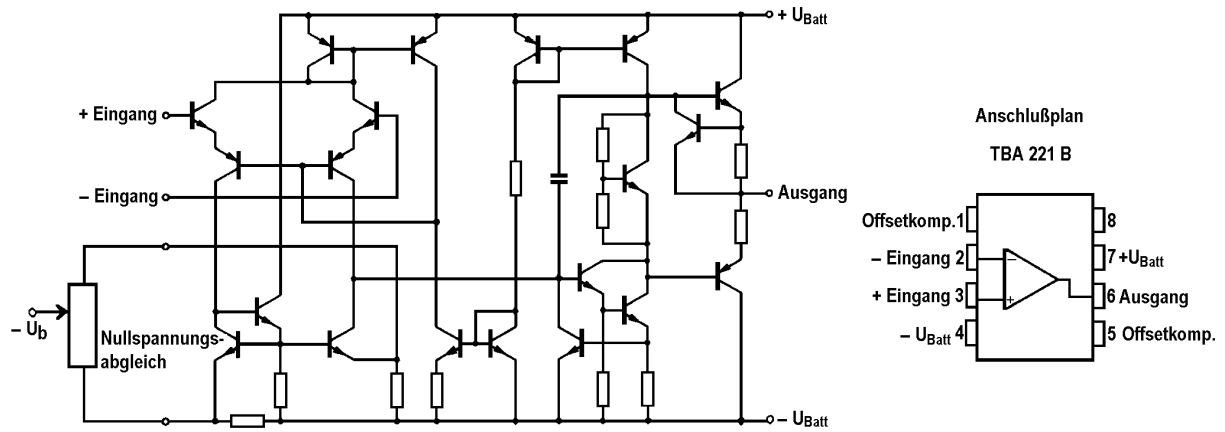 + UBatt
+ Eingang
– Eingang
– Ub
Nullspannungs-
abgleich
Ausgang
– UBatt
Anschlußplan
TBA 221 B
Offsetkomp. 1
8
– Eingang 2
7 +UBatt
+ Eingang 3
6 Ausgang
– UBatt 4
5 Offsetkomp.
–
+